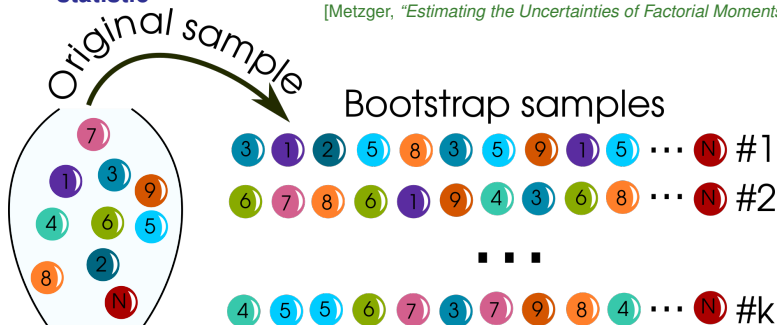 Statistic
[Metzger, “Estimating the Uncertainties of Factorial Moments
Original sample
Bootstrap samples
7
1 3 9
4 6 5
8 2
N
3 1 2 5 8 3 5 9 1 5 ... N #1
6 7 8 6 1 9 4 3 6 8 ... N #2
...
4 5 5 6 7 3 7 9 8 4 ... N #k